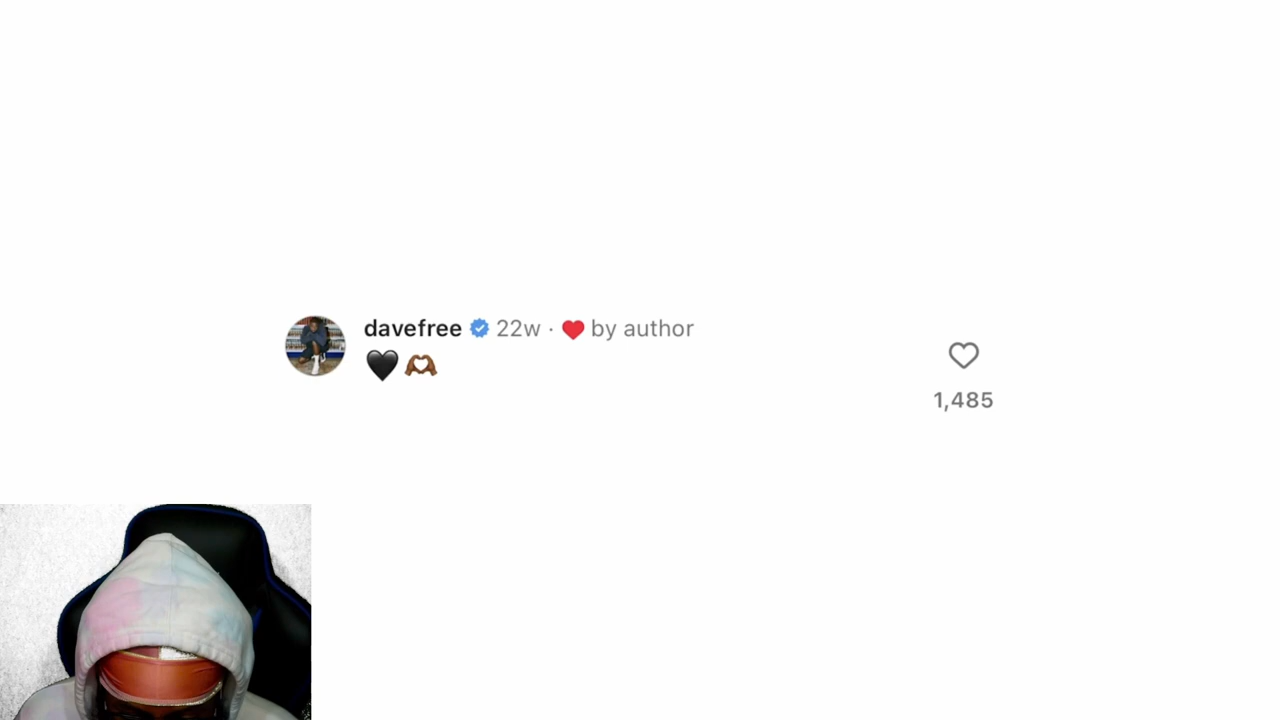 davefree 22w · ❤️ by author
🖤🫶🏾
1,485